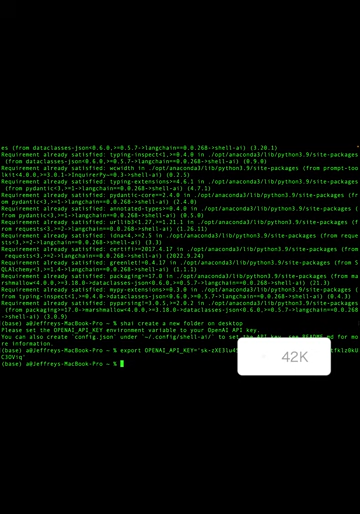 es (from dataclasses-json<0.6.0,>=0.5.7->langchain==0.0.268->shell-ai) (3.20.1)
Requirement already satisfied: typing-inspect<1,>=0.4.0 in ./opt/anaconda3/lib/python3.9/site-packages
(from dataclasses-json<0.6.0,>=0.5.7->langchain==0.0.268->shell-ai) (0.9.0)
Requirement already satisfied: wcwidth in ./opt/anaconda3/lib/python3.9/site-packages (from prompt-too
lkit<4.0.0,>=3.0.1->InquirerPy->shell-ai) (0.2.5)
Requirement already satisfied: typing-extensions>=4.6.1 in ./opt/anaconda3/lib/python3.9/site-packages
(from pydantic<3,>=1->langchain==0.0.268->shell-ai) (4.7.1)
Requirement already satisfied: pydantic-core==2.4.0 in ./opt/anaconda3/lib/python3.9/site-packages (fr
om pydantic<3,>=1->langchain==0.0.268->shell-ai) (2.4.0)
Requirement already satisfied: annotated-types>=0.4.0 in ./opt/anaconda3/lib/python3.9/site-packages (
from pydantic<3,>=1->langchain==0.0.268->shell-ai) (0.5.0)
Requirement already satisfied: urllib3<1.27,>=1.21.1 in ./opt/anaconda3/lib/python3.9/site-packages (f
rom requests<3,>=2->langchain==0.0.268->shell-ai) (1.26.11)
Requirement already satisfied: idna<4,>=2.5 in ./opt/anaconda3/lib/python3.9/site-packages (from reque
sts<3,>=2->langchain==0.0.268->shell-ai) (3.3)
Requirement already satisfied: certifi>=2017.4.17 in ./opt/anaconda3/lib/python3.9/site-packages (from
requests<3,>=2->langchain==0.0.268->shell-ai) (2022.9.24)
Requirement already satisfied: greenlet!=0.4.17 in ./opt/anaconda3/lib/python3.9/site-packages (from S
QLAlchemy<3,>=1.4->langchain==0.0.268->shell-ai) (1.1.1)
Requirement already satisfied: packaging>=17.0 in ./opt/anaconda3/lib/python3.9/site-packages (from ma
rshmallow<4.0.0,>=3.18.0->dataclasses-json<0.6.0,>=0.5.7->langchain==0.0.268->shell-ai) (21.3)
Requirement already satisfied: mypy-extensions>=0.3.0 in ./opt/anaconda3/lib/python3.9/site-packages (
from typing-inspect<1,>=0.4.0->dataclasses-json<0.6.0,>=0.5.7->langchain==0.0.268->shell-ai) (0.4.3)
Requirement already satisfied: pyparsing!=3.0.5,>=2.0.2 in ./opt/anaconda3/lib/python3.9/site-packages
(from packaging>=17.0->marshmallow<4.0.0,>=3.18.0->dataclasses-json<0.6.0,>=0.5.7->langchain==0.0.268
->shell-ai) (3.0.9)
(base) a@Jeffreys-MacBook-Pro ~ % shai create a new folder on desktop
Please set the OPENAI_API_KEY environment variable to your OpenAI API key.
You can also create `config.json` under `~/.config/shell-ai/` to set the API key, see README.md for mo
re information.
(base) a@Jeffreys-MacBook-Pro ~ % export OPENAI_API_KEY=
(base) a@Jeffreys-MacBook-Pro ~ %
42K